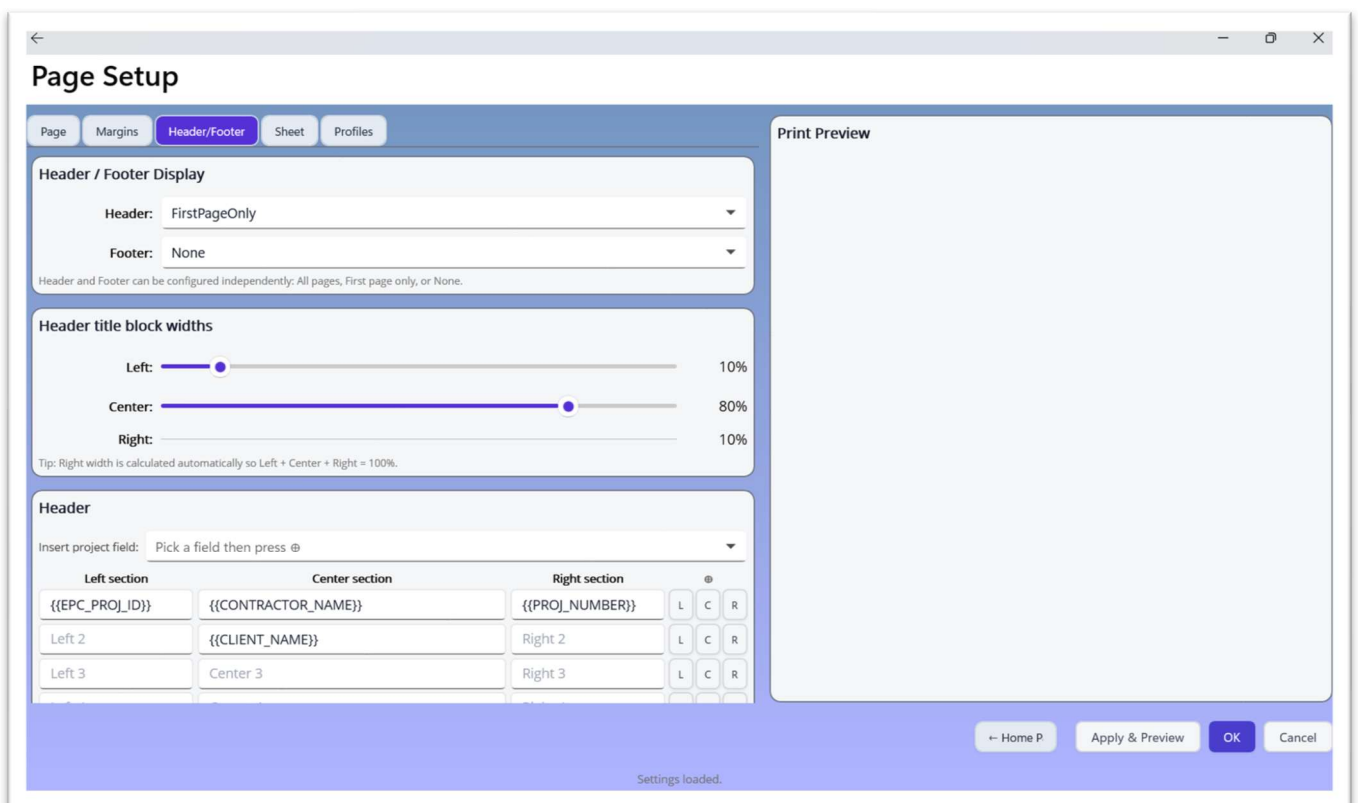 Page Setup
Page Margins Header/Footer Sheet Profiles
Header / Footer Display
Header: FirstPageOnly
Footer: None
Header and Footer can be configured independently: All pages, First page only, or None.
Header title block widths
Left: 10%
Center: 80%
Right: 10%
Tip: Right width is calculated automatically so Left + Center + Right = 100%.
Header
Insert project field: Pick a field then press ⊕
Left section Center section Right section ⊕
{{EPC_PROJ_ID}} {{CONTRACTOR_NAME}} {{PROJ_NUMBER}} L C R
Left 2 {{CLIENT_NAME}} Right 2 L C R
Left 3 Center 3 Right 3 L C R
Print Preview
← Home P Apply & Preview OK Cancel
Settings loaded.